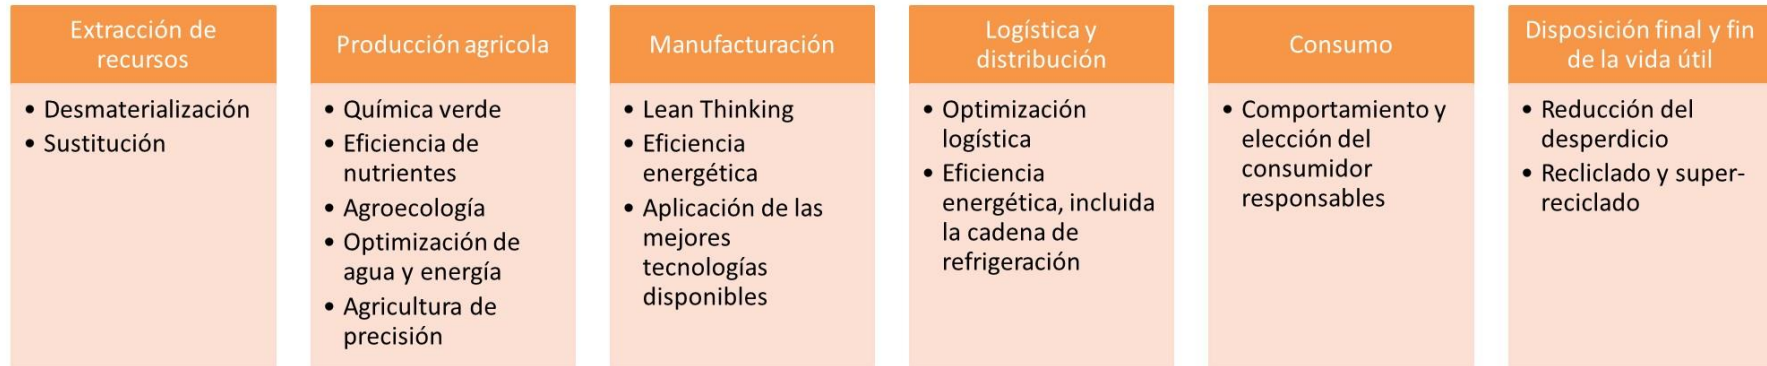 Extracción de
recursos
• Desmaterialización
• Sustitución
Producción agricola
• Química verde
• Eficiencia de
nutrientes
• Agroecología
• Optimización de
agua y energía
• Agricultura de
precisión
Manufacturación
• Lean Thinking
• Eficiencia
energética
• Aplicación de las
mejores
tecnologías
disponibles
Logística y
distribución
• Optimización
logística
• Eficiencia
energética, incluida
la cadena de
refrigeración
Consumo
• Comportamiento y
elección del
consumidor
responsables
Disposición final y fin
de la vida útil
• Reducción del
desperdicio
• Recliclado y super-
reciclado